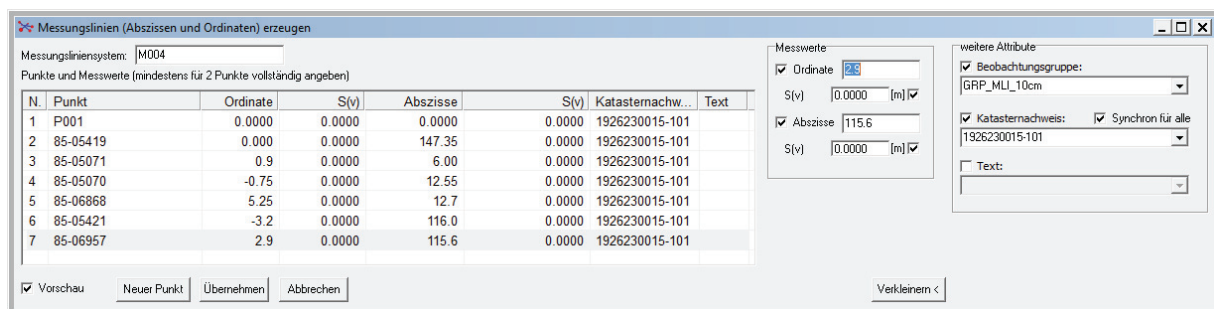 Messungslinien (Abszissen und Ordinaten) erzeugen
Messungsliniensystem: M004
Punkte und Messwerte (mindestens für 2 Punkte vollständig angeben)
N. Punkt Ordinate S(v) Abszisse S(v) Katasternachw... Text
1 P001 0.0000 0.0000 0.0000 0.0000 1926230015-101
2 85-05419 0.000 0.0000 147.35 0.0000 1926230015-101
3 85-05071 0.9 0.0000 6.00 0.0000 1926230015-101
4 85-05070 -0.75 0.0000 12.55 0.0000 1926230015-101
5 85-06868 5.25 0.0000 12.7 0.0000 1926230015-101
6 85-05421 -3.2 0.0000 116.0 0.0000 1926230015-101
7 85-06957 2.9 0.0000 115.6 0.0000 1926230015-101
Vorschau Neuer Punkt Übernehmen Abbrechen Verkleinern <
Messwerte
Ordinate 2.9
S(v) 0.0000 [m]
Abszisse 115.6
S(v) 0.0000 [m]
weitere Attribute
Beobachtungsgruppe:
GRP_MLI_10cm
Katasternachweis: Synchron für alle
1926230015-101
Text: